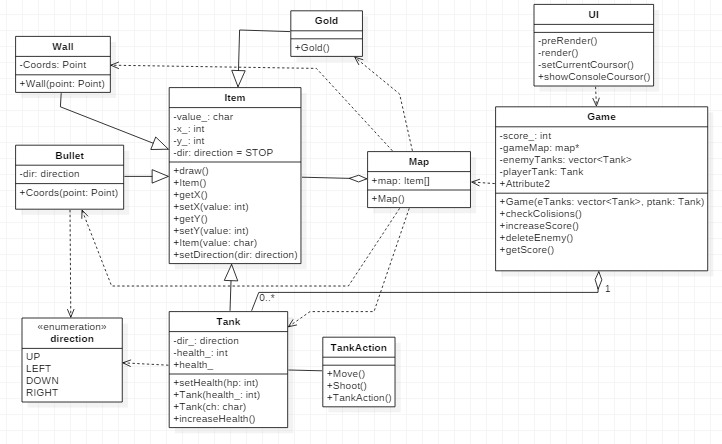 Gold
+Gold()
UI
-preRender()
-render()
-setCurrentCoursor()
+showConsoleCoursor()
Wall
-Coords: Point
+Wall(point: Point)
Item
-value_: char
-x_: int
-y_: int
-dir: direction = STOP
+draw()
+Item()
+getX()
+setX(value: int)
+getY()
+setY(value: int)
+Item(value: char)
+setDirection(dir: direction)
Game
-score_: int
-gameMap: map*
-enemyTanks: vector<Tank>
-playerTank: Tank
+Attribute2
+Game(eTanks: vector<Tank>, ptank: Tank)
+checkColisions()
+increaseScore()
+deleteEnemy()
+getScore()
Bullet
-dir: direction
+Coords(point: Point)
Map
+map: Item[]
+Map()
0..*
1
«enumeration»
direction
UP
LEFT
DOWN
RIGHT
Tank
-dir_: direction
-health_: int
+health_
+setHealth(hp: int)
+Tank(health_: int)
+Tank(ch: char)
+increaseHealth()
TankAction
+Move()
+Shoot()
+TankAction()